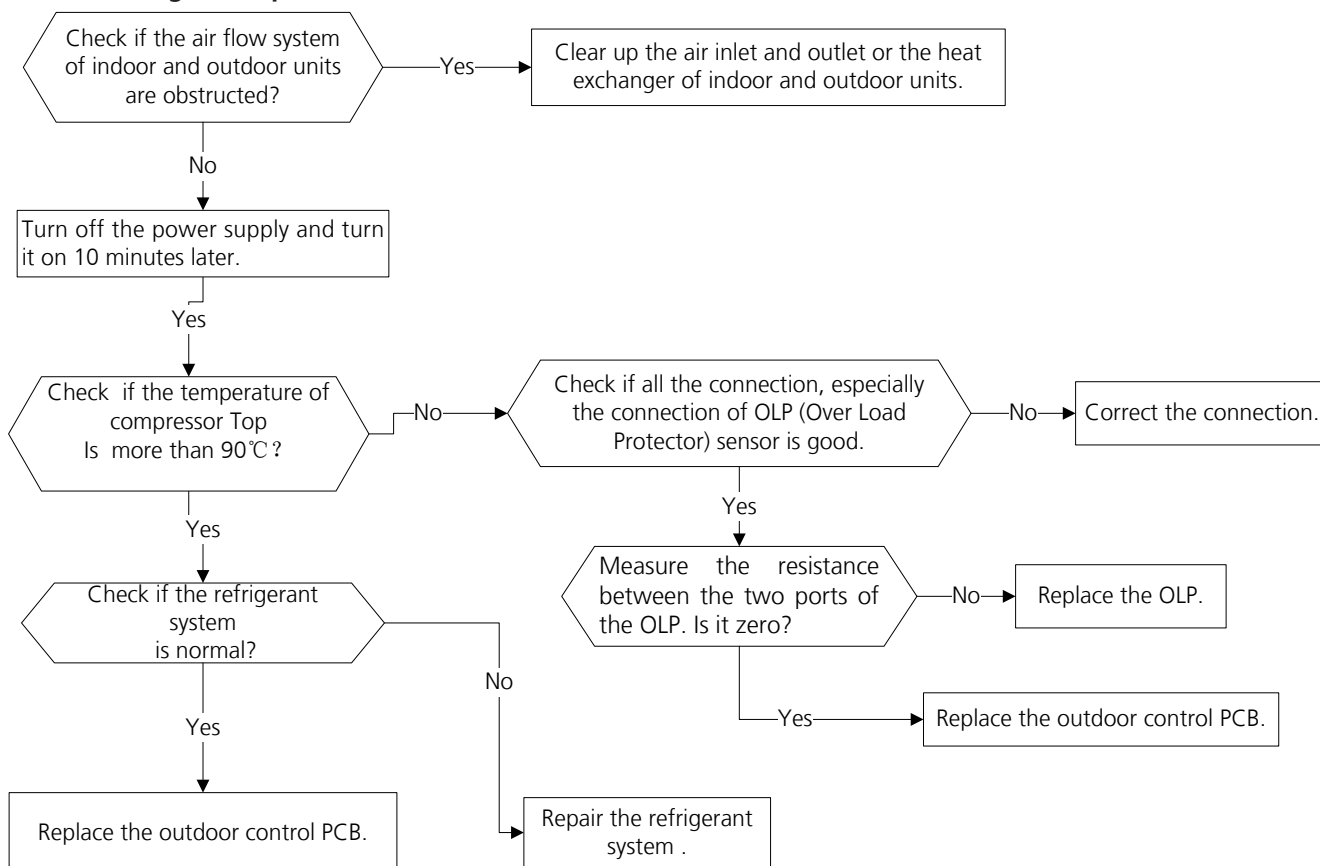 Check if the air flow system
of indoor and outdoor units
are obstructed?
Yes
Clear up the air inlet and outlet or the heat
exchanger of indoor and outdoor units.
No
Turn off the power supply and turn
it on 10 minutes later.
Yes
Check if the temperature of
compressor Top
Is more than 90℃?
No
Check if all the connection, especially
the connection of OLP (Over Load
Protector) sensor is good.
No
Correct the connection.
Yes
Yes
Measure the resistance
between the two ports of
the OLP. Is it zero?
No
Replace the OLP.
Check if the refrigerant
system
is normal?
No
Yes
Yes
Replace the outdoor control PCB.
Replace the outdoor control PCB.
Repair the refrigerant
system .